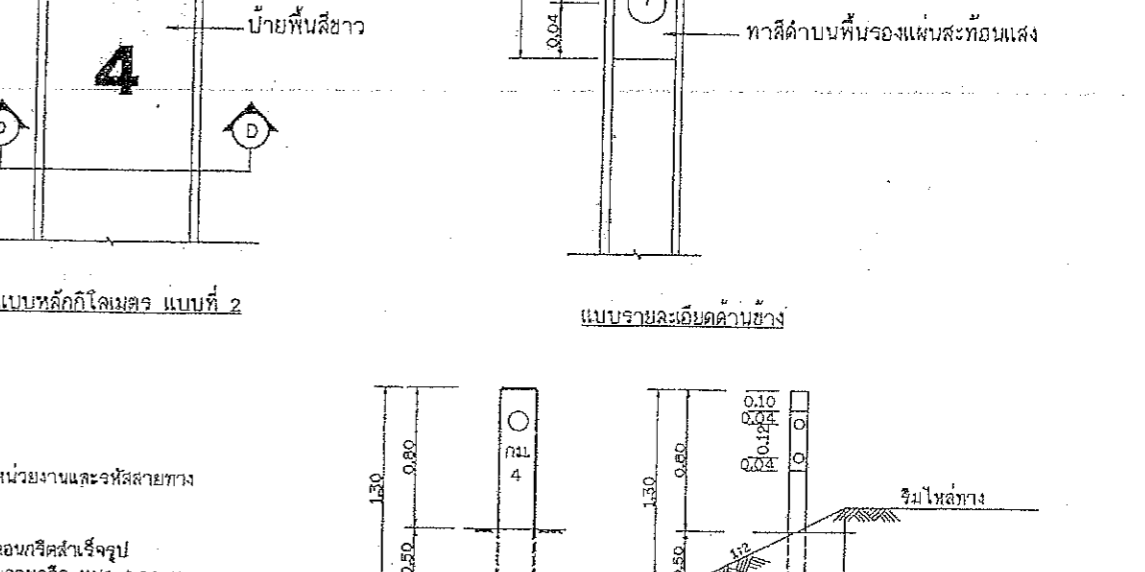 ป้ายพื้นสีขาว
4
D
แบบหลักกิโลเมตร แบบที่ 2
0.04
ทาสีดำบนพื้นรองแผ่นสะท้อนแสง
แบบรายละเอียดด้านข้าง
หน่วยงานและรหัสสายทาง
คอนกรีตสำเร็จรูป
1.30
0.80
0.50
กม.
4
1.30
0.80
0.50
0.10
0.04
0.12
0.04
1:2
ริมไหล่ทาง